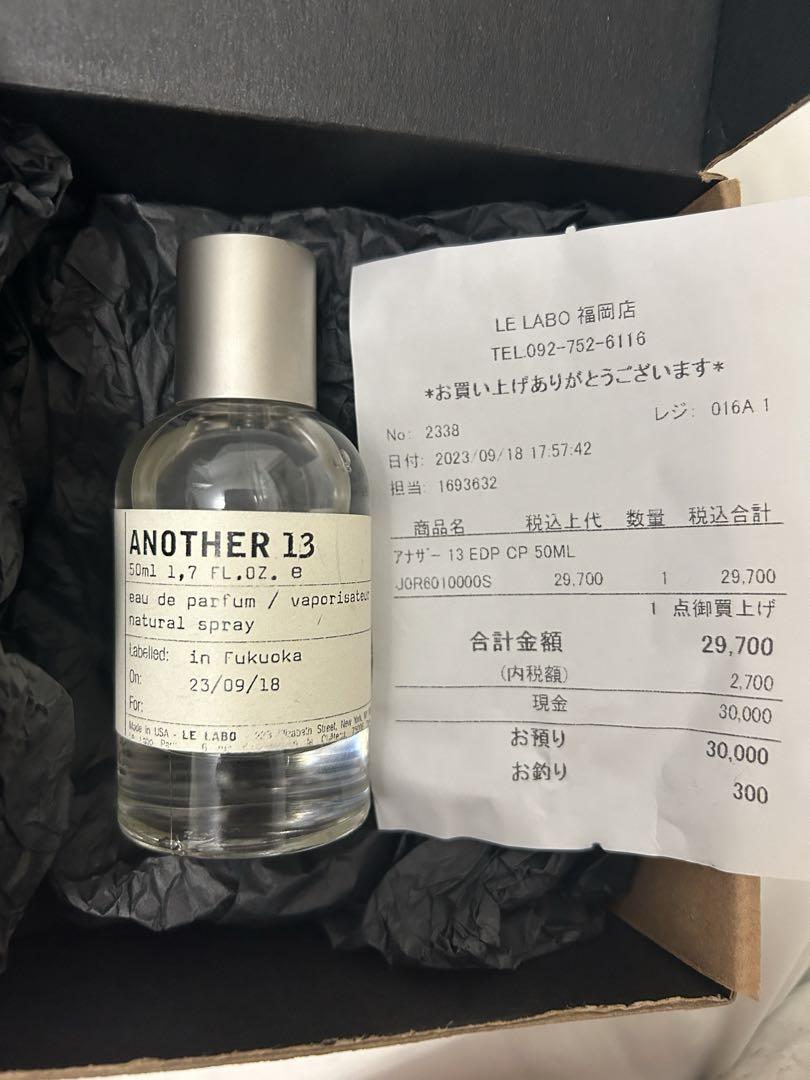 ANOTHER 13
50ml 1,7 FL.OZ. e
eau de parfum / vaporisateur
natural spray
Labelled: in Fukuoka
On: 23/09/18
For:
Made in USA - LE LABO Street, New York,
LE LABO 福岡店
TEL.092-752-6116
*お買い上げありがとうございます*
レジ: 016A 1
No: 2338
日付: 2023/09/18 17:57:42
担当: 1693632
商品名 税込上代 数量 税込合計
アナザー 13 EDP CP 50ML
J0R6010000S 29,700 1 29,700
1 点御買上げ
合計金額 29,700
(内税額) 2,700
現金 30,000
お預り 30,000
お釣り 300